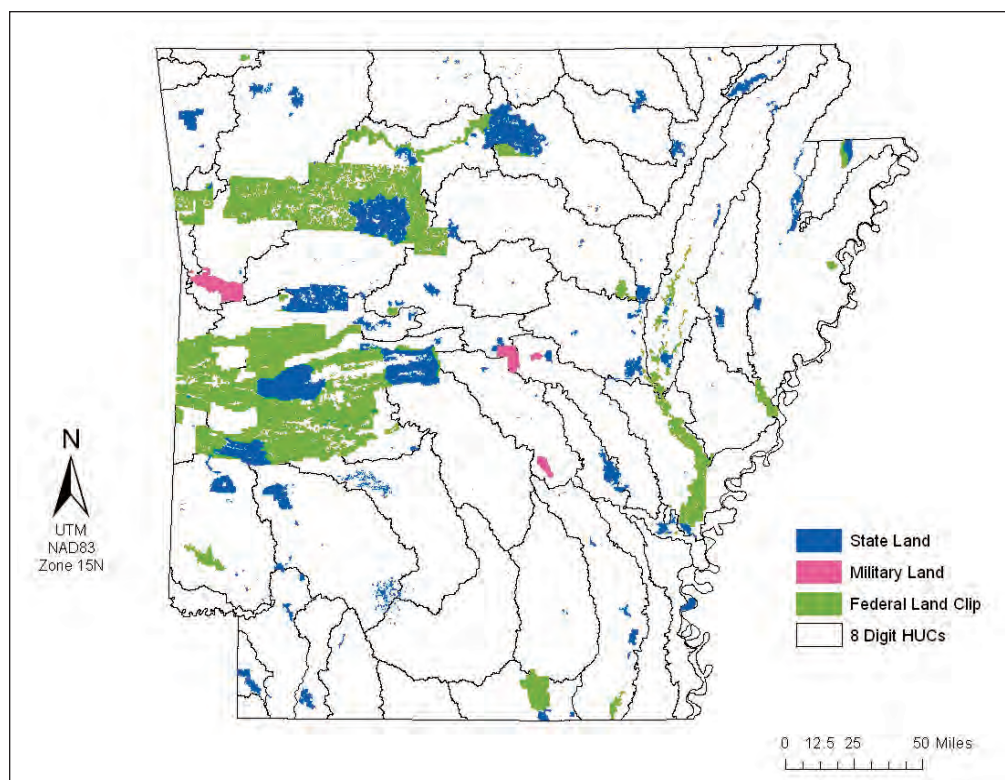 N
UTM
NAD83
Zone 15N
State Land
Military Land
Federal Land Clip
8 Digit HUCs
0 12.5 25 50 Miles